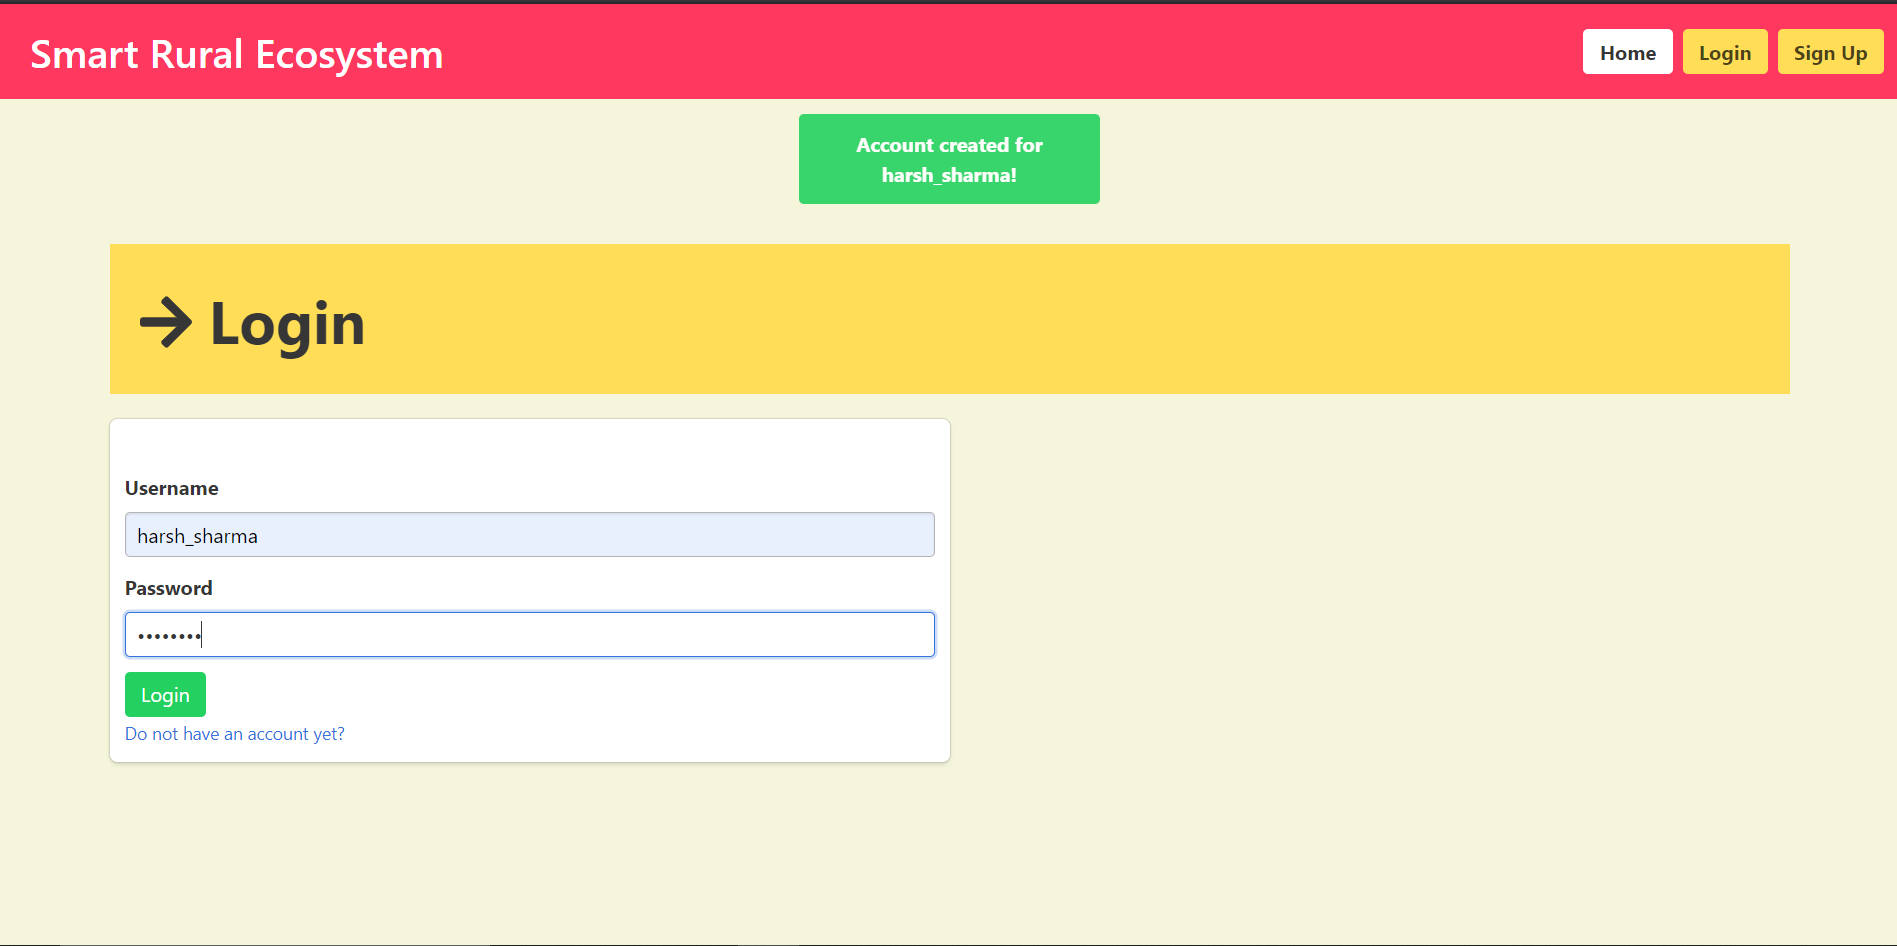 Smart Rural Ecosystem
Home
Login
Sign Up
Account created for
harsh_sharma!
Login
Username
harsh_sharma
Password
••••••••
Login
Do not have an account yet?